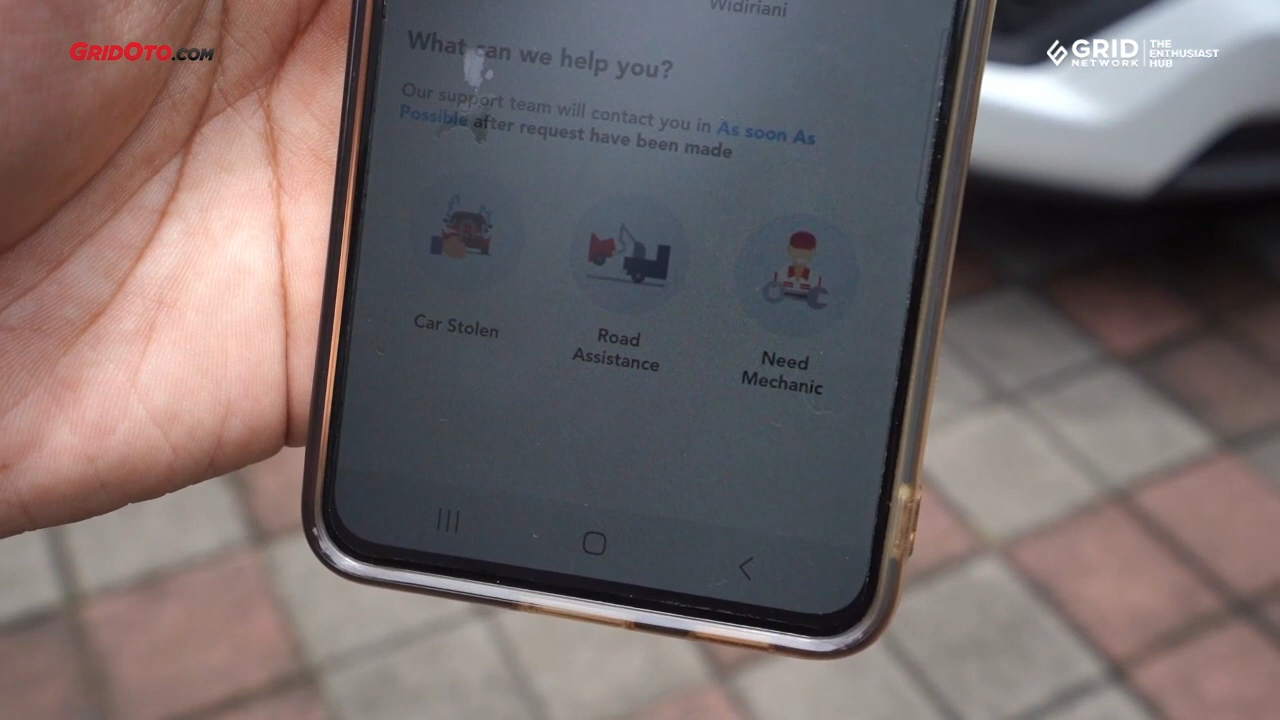 GRIDOTO.COM
GRID NETWORK
THE ENTHUSIAST HUB
Widiriani
What can we help you?
Our support team will contact you in As soon As
Possible after request have been made
Car Stolen
Road
Assistance
Need
Mechanic